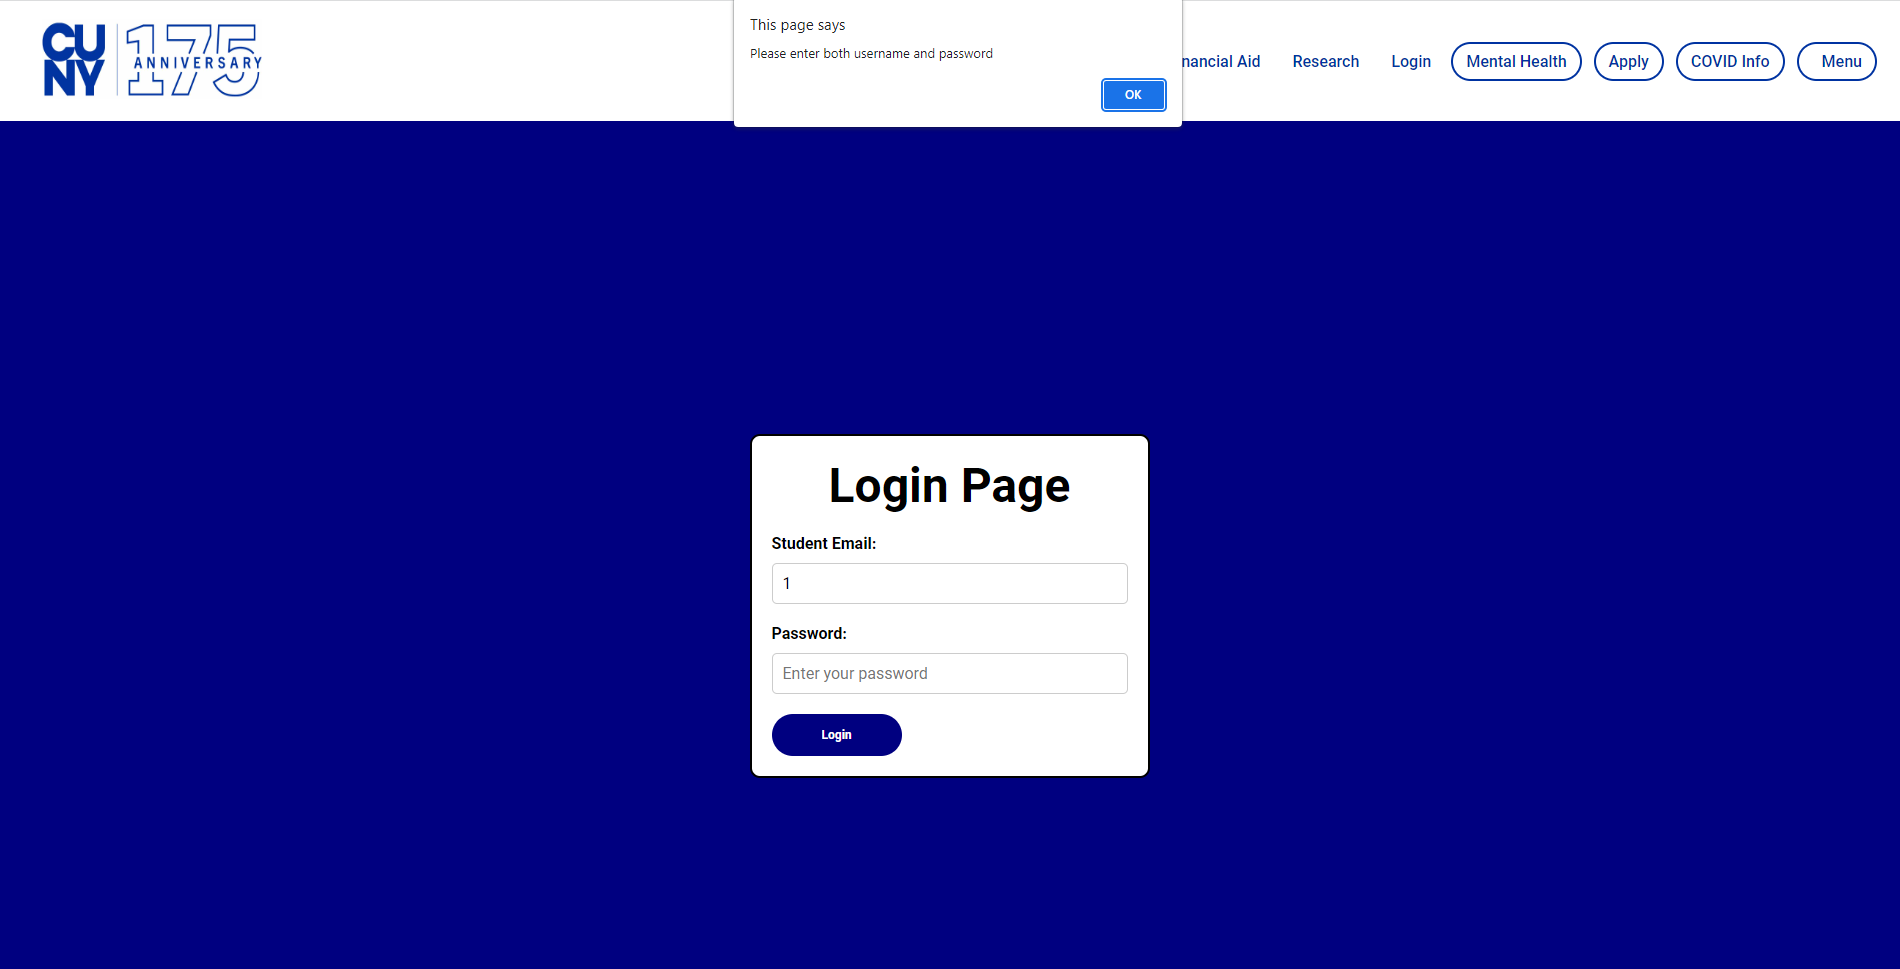 CU
NY
175
ANNIVERSARY
This page says
Please enter both username and password
OK
nancial Aid
Research
Login
Mental Health
Apply
COVID Info
Menu
Login Page
Student Email:
1
Password:
Enter your password
Login